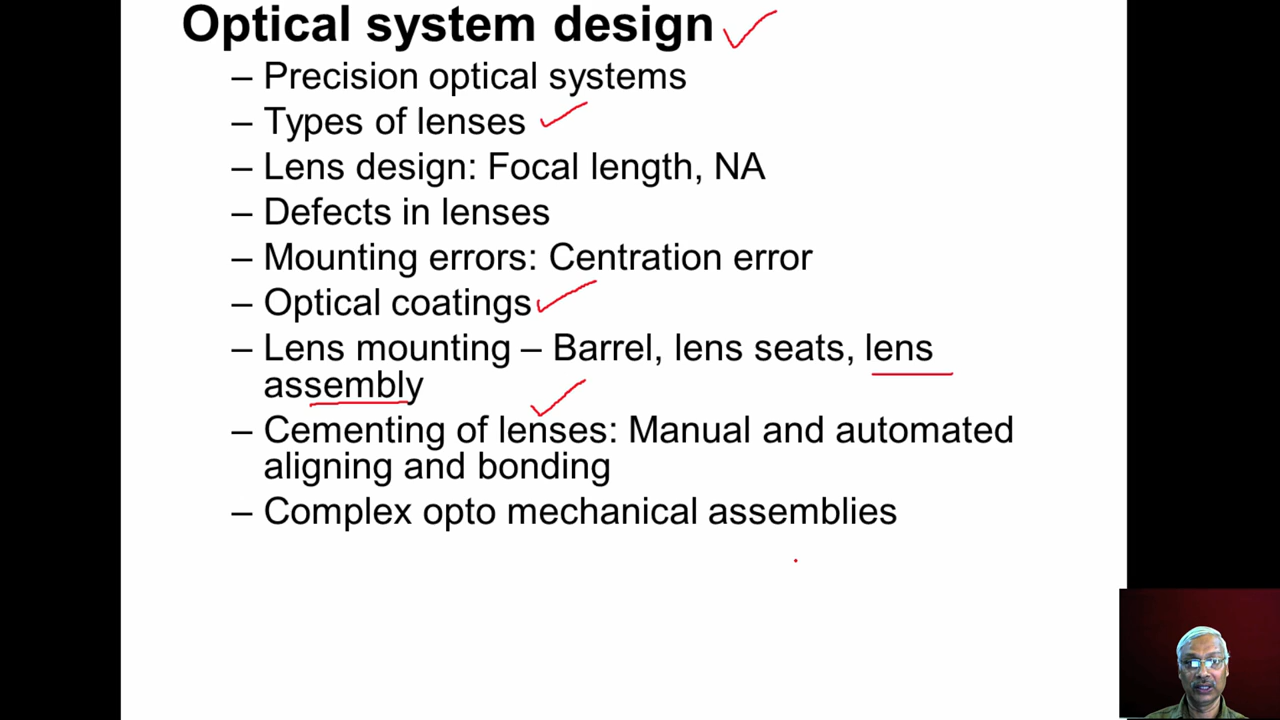 Optical system design
– Precision optical systems
– Types of lenses
– Lens design: Focal length, NA
– Defects in lenses
– Mounting errors: Centration error
– Optical coatings
– Lens mounting – Barrel, lens seats, lens
assembly
– Cementing of lenses: Manual and automated
aligning and bonding
– Complex opto mechanical assemblies